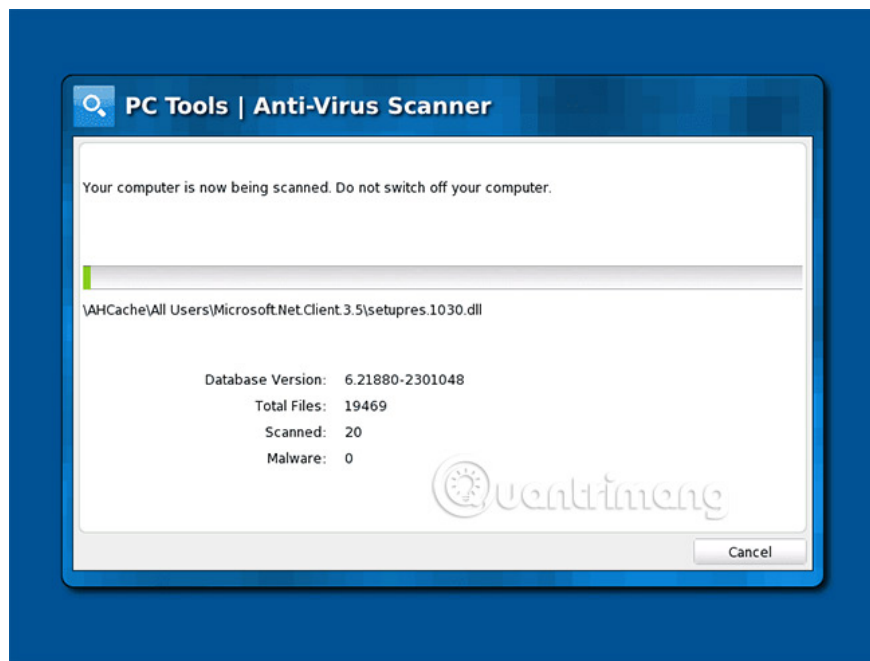 PC Tools | Anti-Virus Scanner
Your computer is now being scanned. Do not switch off your computer.
\AHCache\All Users\Microsoft.Net.Client.3.5\setupres.1030.dll
Database Version: 6.21880-2301048
Total Files: 19469
Scanned: 20
Malware: 0
Quantrimang
Cancel